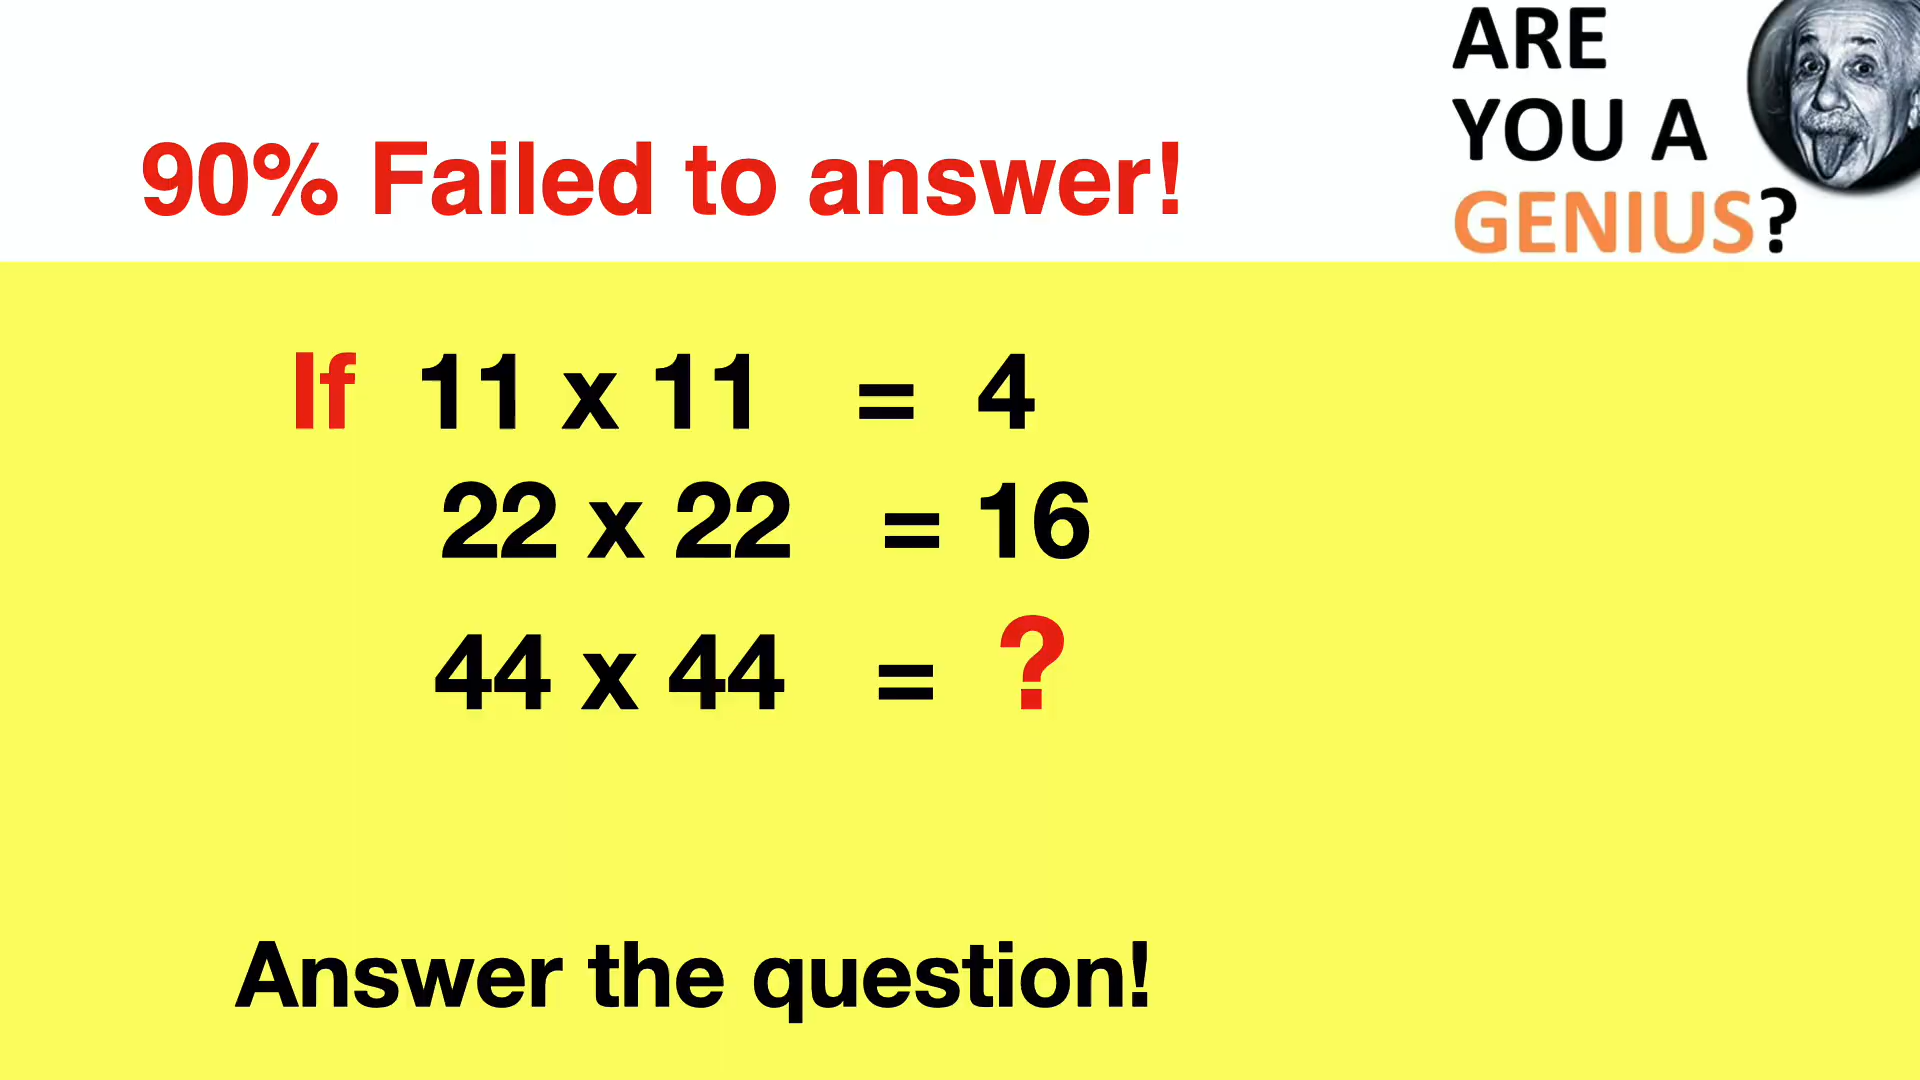 ARE
YOU A
GENIUS?
90% Failed to answer!
If 11 x 11 = 4
22 x 22 = 16
44 x 44 = ?
Answer the question!